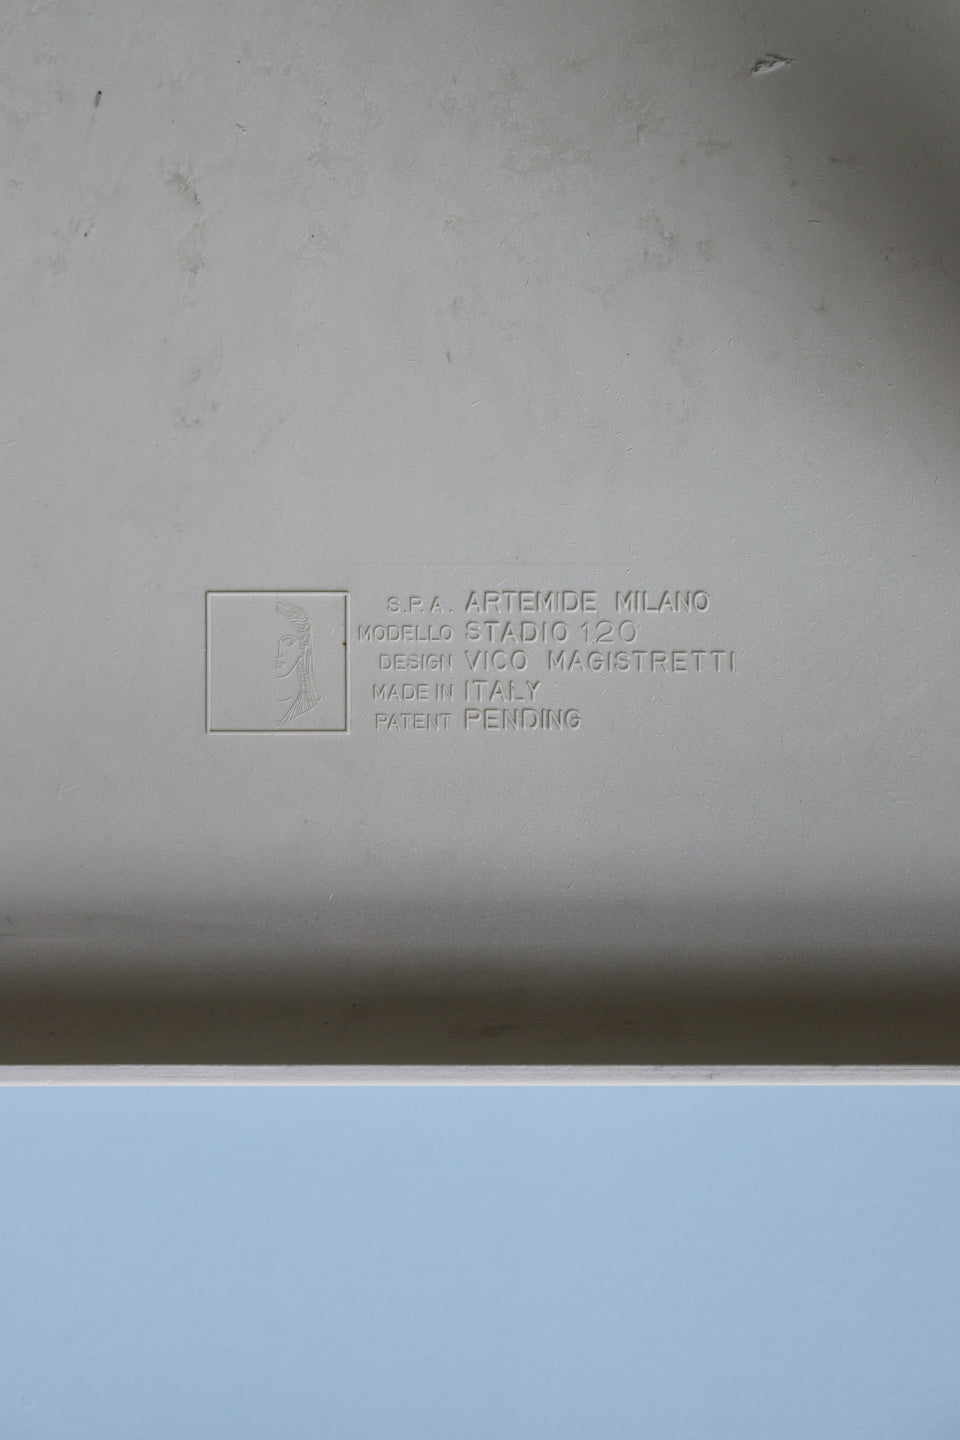 S.P.A. ARTEMIDE MILANO
MODELLO STADIO 120
DESIGN VICO MAGISTRETTI
MADE IN ITALY
PATENT PENDING